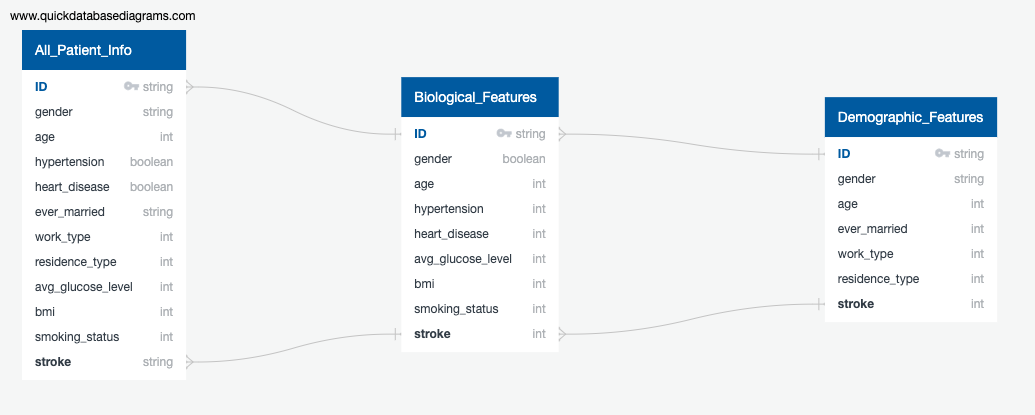 www.quickdatabasediagrams.com
All_Patient_Info
ID string
gender string
age int
hypertension boolean
heart_disease boolean
ever_married string
work_type int
residence_type int
avg_glucose_level int
bmi int
smoking_status int
stroke string
Biological_Features
ID string
gender boolean
age int
hypertension int
heart_disease int
avg_glucose_level int
bmi int
smoking_status int
stroke int
Demographic_Features
ID string
gender string
age int
ever_married int
work_type int
residence_type int
stroke int